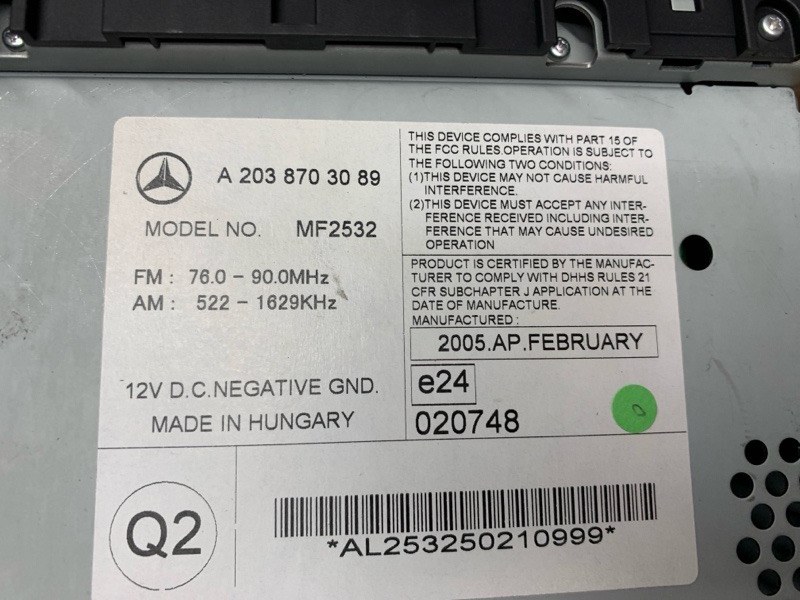 A 203 870 3089
MODEL NO. MF2532
FM : 76.0 - 90.0MHz
AM : 522 - 1629KHz
12V D.C.NEGATIVE GND.
MADE IN HUNGARY
THIS DEVICE COMPLIES WITH PART 15 OF
THE FCC RULES.OPERATION IS SUBJECT TO
THE FOLLOWING TWO CONDITIONS:
(1)THIS DEVICE MAY NOT CAUSE HARMFUL
INTERFERENCE.
(2)THIS DEVICE MUST ACCEPT ANY INTER-
FERENCE RECEIVED INCLUDING INTER-
FERENCE THAT MAY CAUSE UNDESIRED
OPERATION
PRODUCT IS CERTIFIED BY THE MANUFAC-
TURER TO COMPLY WITH DHHS RULES 21
CFR SUBCHAPTER J APPLICATION AT THE
DATE OF MANUFACTURE.
MANUFACTURED :
2005.AP.FEBRUARY
e24
020748
0
Q2
*AL253250210999*